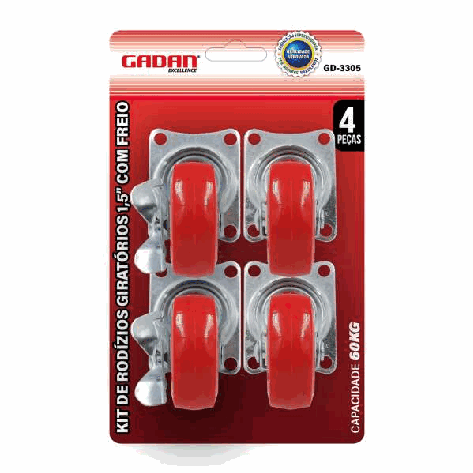 GADAN
EXCELLENCE
GD-3305
4
PEÇAS
KIT DE RODÍZIOS GIRATÓRIOS 1,5" COM FREIO
CAPACIDADE 60KG